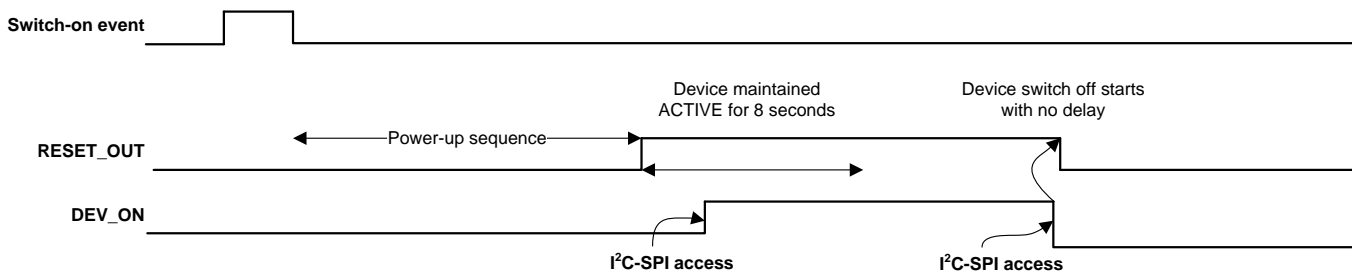 Switch-on event
Device maintained
ACTIVE for 8 seconds
Device switch off starts
with no delay
Power-up sequence
RESET_OUT
DEV_ON
I²C-SPI access
I²C-SPI access